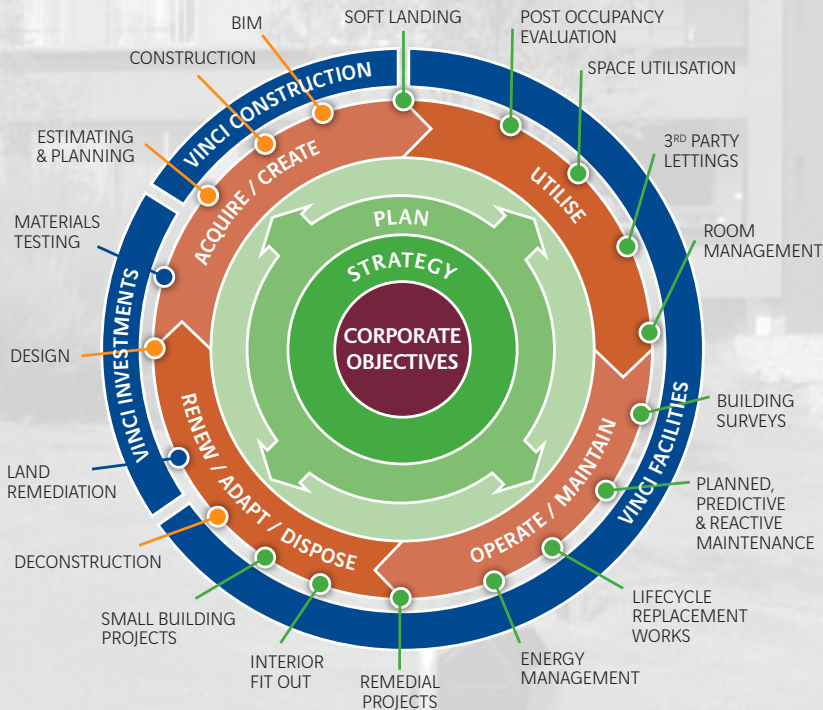 BIM
SOFT LANDING
POST OCCUPANCY
EVALUATION
CONSTRUCTION
SPACE UTILISATION
ESTIMATING
& PLANNING
3RD PARTY
LETTINGS
MATERIALS
TESTING
ROOM
MANAGEMENT
DESIGN
BUILDING
SURVEYS
LAND
REMEDIATION
PLANNED,
PREDICTIVE
& REACTIVE
MAINTENANCE
DECONSTRUCTION
SMALL BUILDING
PROJECTS
LIFECYCLE
REPLACEMENT
WORKS
INTERIOR
FIT OUT
REMEDIAL
PROJECTS
ENERGY
MANAGEMENT
VINCI CONSTRUCTION
VINCI INVESTMENTS
VINCI FACILITIES
ACQUIRE / CREATE
UTILISE
OPERATE / MAINTAIN
RENEW / ADAPT / DISPOSE
PLAN
STRATEGY
CORPORATE
OBJECTIVES